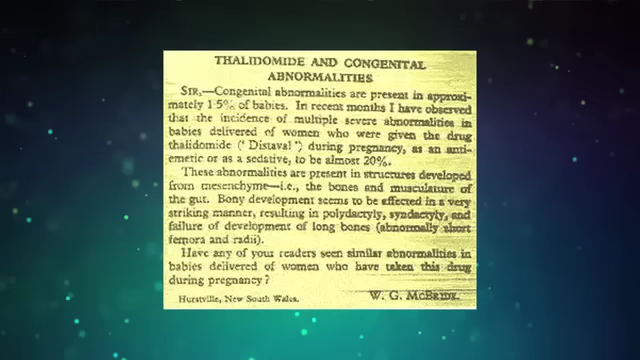 THALIDOMIDE AND CONGENITAL
ABNORMALITIES
SIR,—Congenital abnormalities are present in approxi-
mately 1·5% of babies. In recent months I have observed
that the incidence of multiple severe abnormalities in
babies delivered of women who were given the drug
thalidomide (‘ Distaval ’) during pregnancy, as an anti-
emetic or as a sedative, to be almost 20%.
These abnormalities are present in structures developed
from mesenchyme—i.e., the bones and musculature of
the gut. Bony development seems to be affected in a very
striking manner, resulting in polydactyly, syndactyly, and
failure of development of long bones (abnormally short
femora and radii).
Have any of your readers seen similar abnormalities in
babies delivered of women who have taken this drug
during pregnancy?
Hurstville, New South Wales. W. G. MCBRIDE.